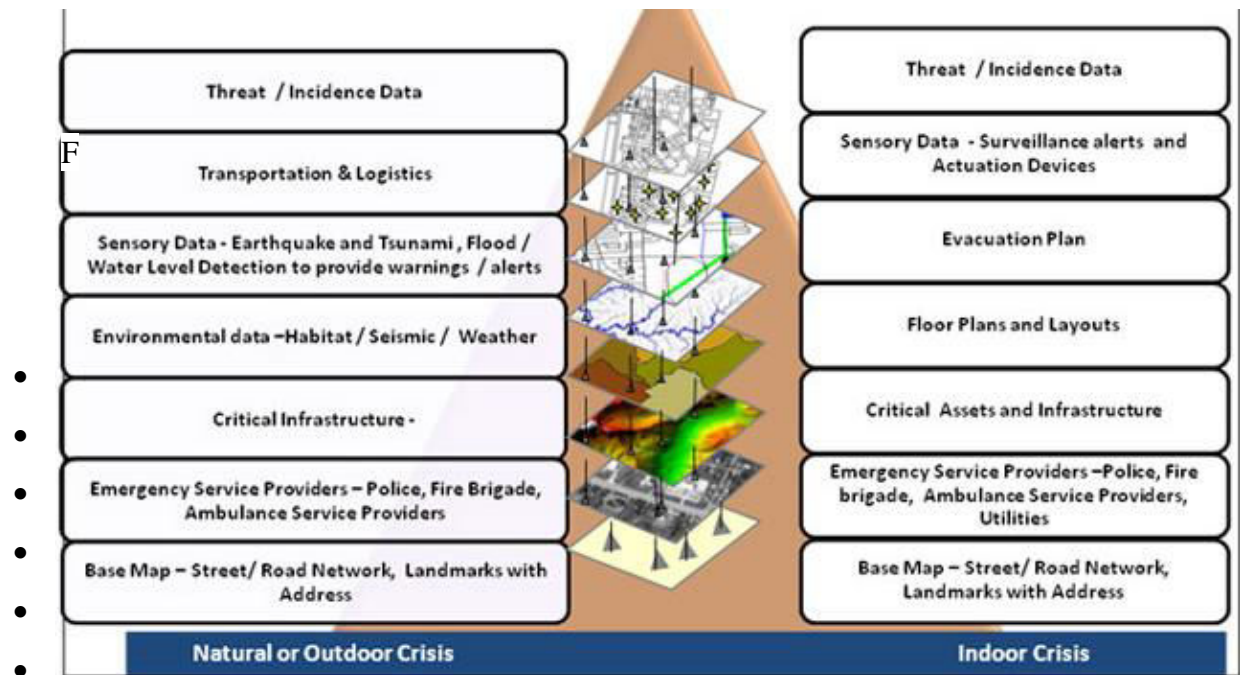 Threat / Incidence Data
F
Transportation & Logistics
Sensory Data - Earthquake and Tsunami , Flood /
Water Level Detection to provide warnings / alerts
Environmental data –Habitat / Seismic / Weather
Critical Infrastructure -
Emergency Service Providers – Police, Fire Brigade,
Ambulance Service Providers
Base Map – Street/ Road Network, Landmarks with
Address
Natural or Outdoor Crisis
Threat / Incidence Data
Sensory Data - Surveillance alerts and
Actuation Devices
Evacuation Plan
Floor Plans and Layouts
Critical Assets and Infrastructure
Emergency Service Providers –Police, Fire
brigade, Ambulance Service Providers,
Utilities
Base Map – Street/ Road Network,
Landmarks with Address
Indoor Crisis